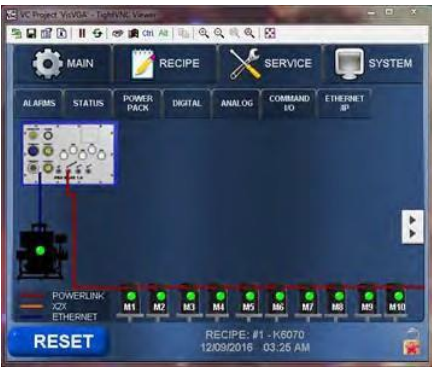 VC Project 'VisVGA' - TightVNC Viewer
Ctrl Alt
MAIN RECIPE SERVICE SYSTEM
ALARMS STATUS POWER PACK DIGITAL ANALOG COMMAND I/O ETHERNET /IP
POWERLINK
X2X
ETHERNET
M1 M2 M3 M4 M5 M6 M7 M8 M9 M10
RESET
RECIPE: #1 - K6070
12/09/2016 03:25 AM